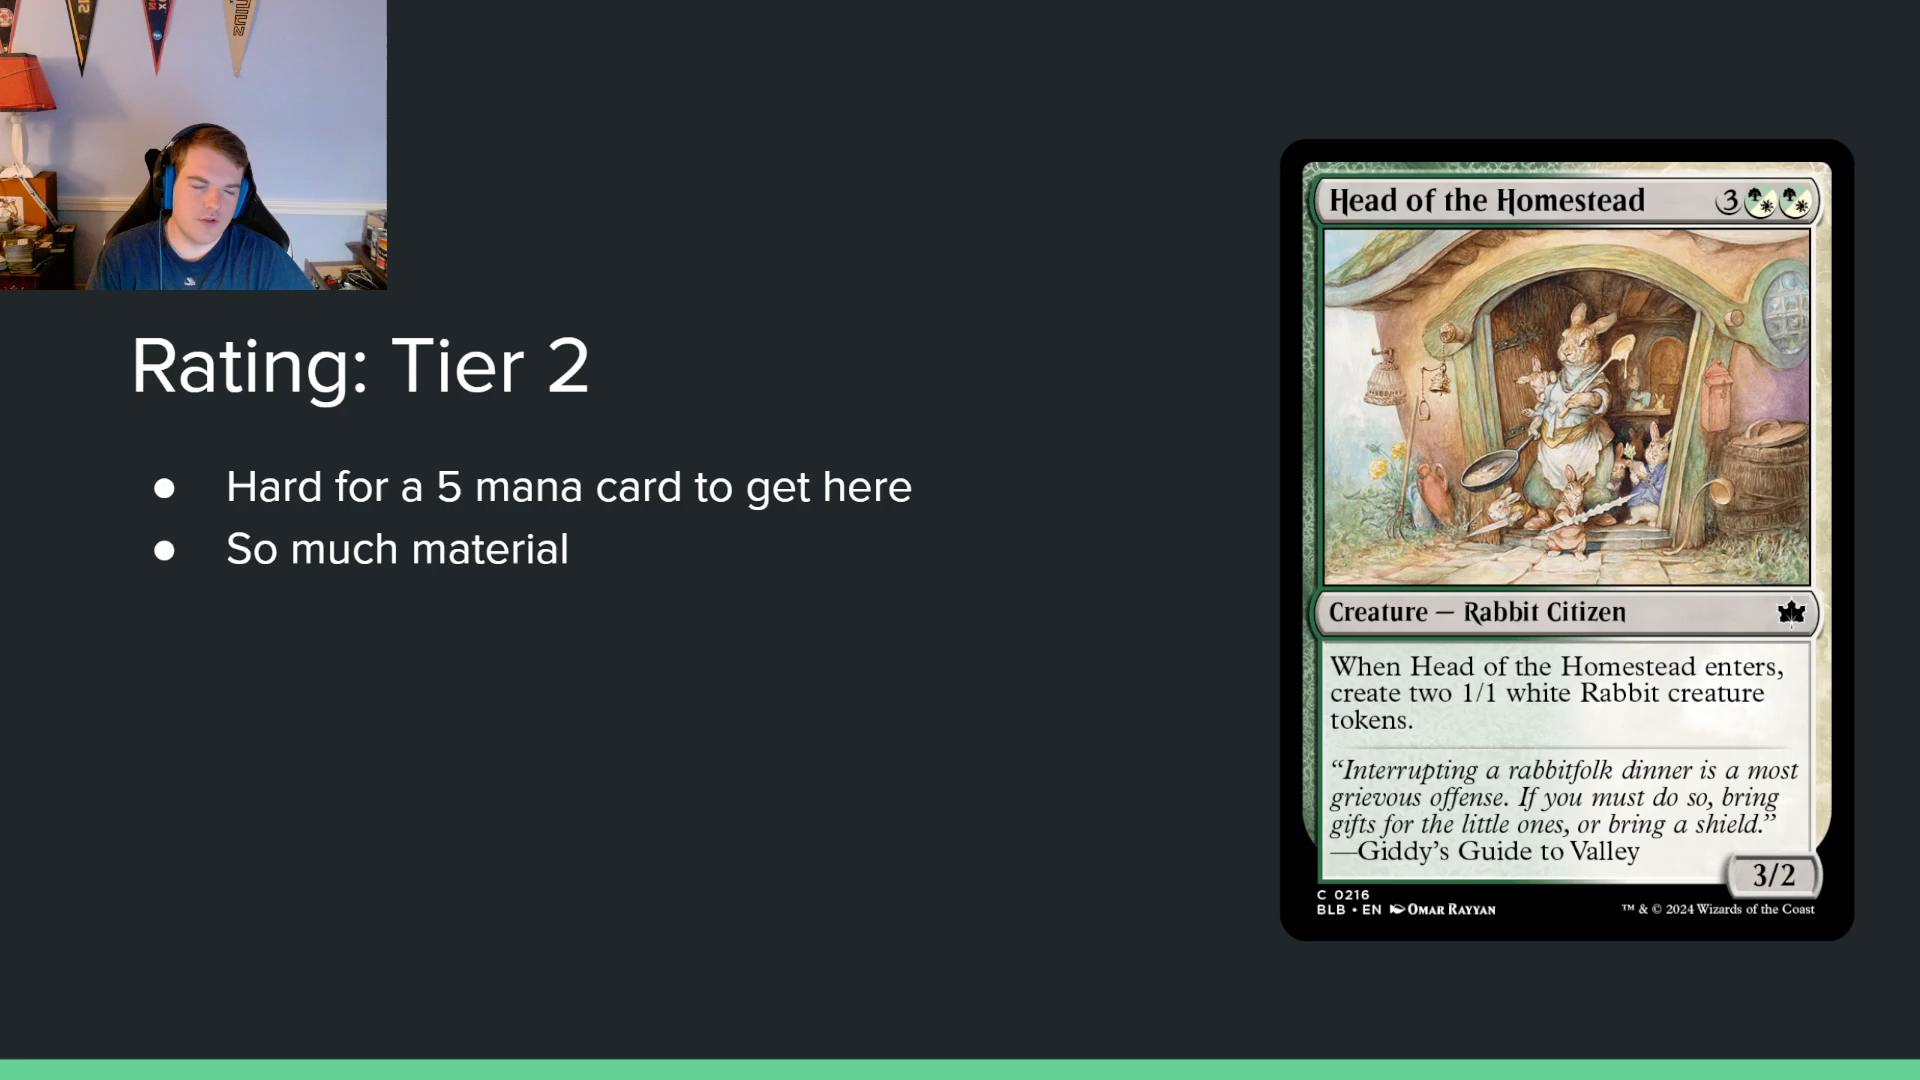 Rating: Tier 2
● Hard for a 5 mana card to get here
● So much material
Head of the Homestead 3
Creature — Rabbit Citizen
When Head of the Homestead enters,
create two 1/1 white Rabbit creature
tokens.
“Interrupting a rabbitfolk dinner is a most
grievous offense. If you must do so, bring
gifts for the little ones, or bring a shield.”
—Giddy’s Guide to Valley
3/2
C 0216
BLB • EN OMAR RAYYAN
™ & © 2024 Wizards of the Coast